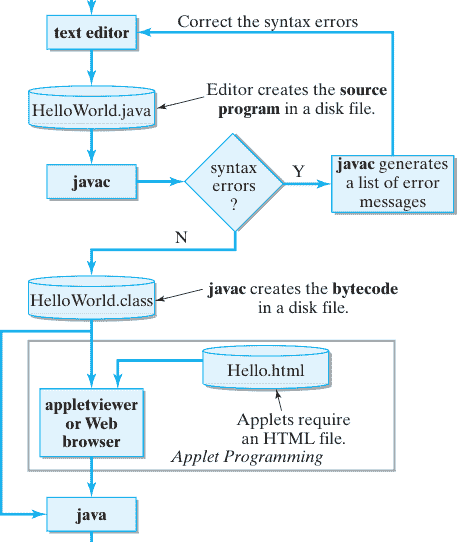 Correct the syntax errors
text editor
Editor creates the source
program in a disk file.
HelloWorld.java
javac
syntax
errors
?
Y
javac generates
a list of error
messages
N
HelloWorld.class
javac creates the bytecode
in a disk file.
Hello.html
appletviewer
or Web
browser
Applets require
an HTML file.
Applet Programming
java